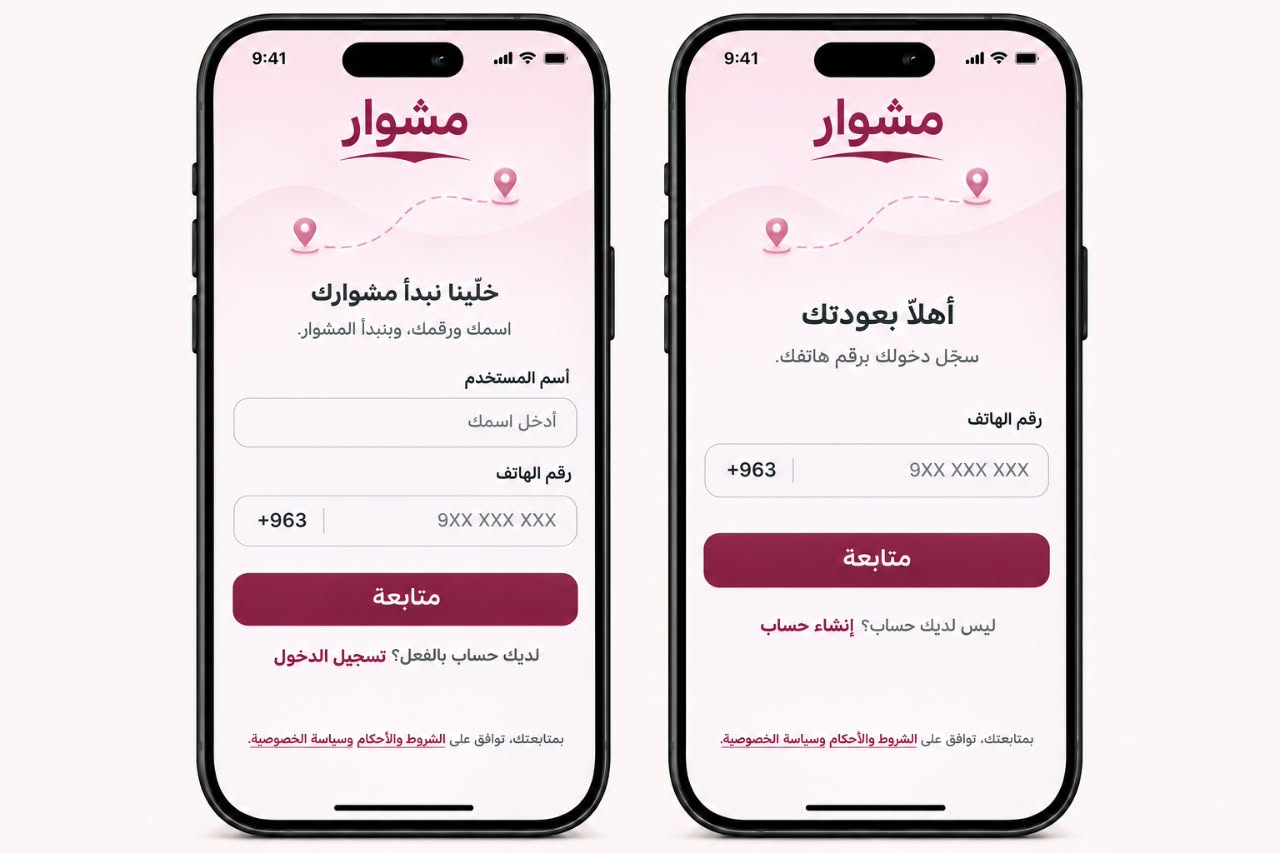 9:41
مشوار
خلّينا نبدأ مشوارك
اسمك ورقمك، وبنبدأ المشوار.
أسم المستخدم
أدخل اسمك
رقم الهاتف
+963 9XX XXX XXX
متابعة
لديك حساب بالفعل؟ تسجيل الدخول
بمتابعتك، توافق على الشروط والأحكام وسياسة الخصوصية.
9:41
مشوار
أهلاّ بعودتك
سجّل دخولك برقم هاتفك.
رقم الهاتف
+963 9XX XXX XXX
متابعة
ليس لديك حساب؟ إنشاء حساب
بمتابعتك، توافق على الشروط والأحكام وسياسة الخصوصية.